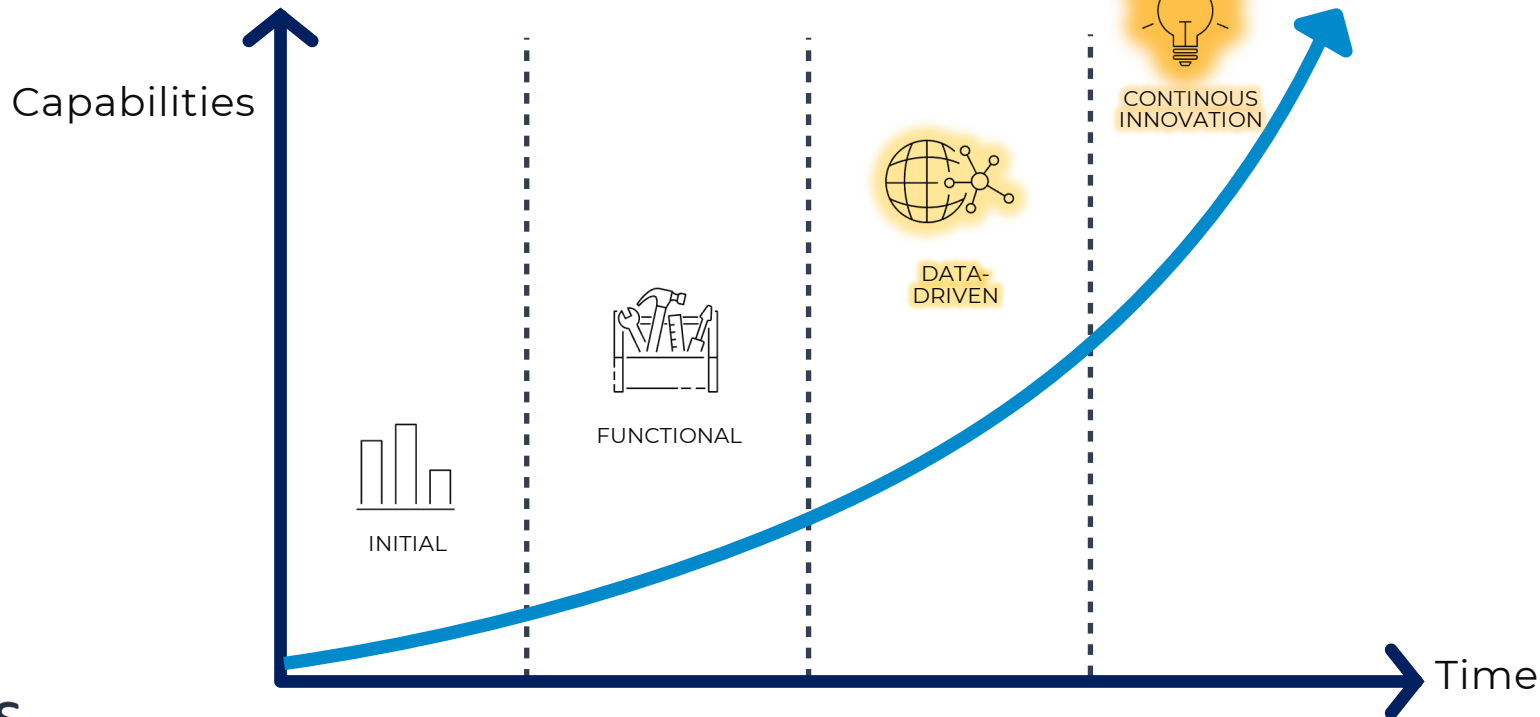 Capabilities
CONTINOUS
INNOVATION
DATA-
DRIVEN
FUNCTIONAL
INITIAL
Time
s